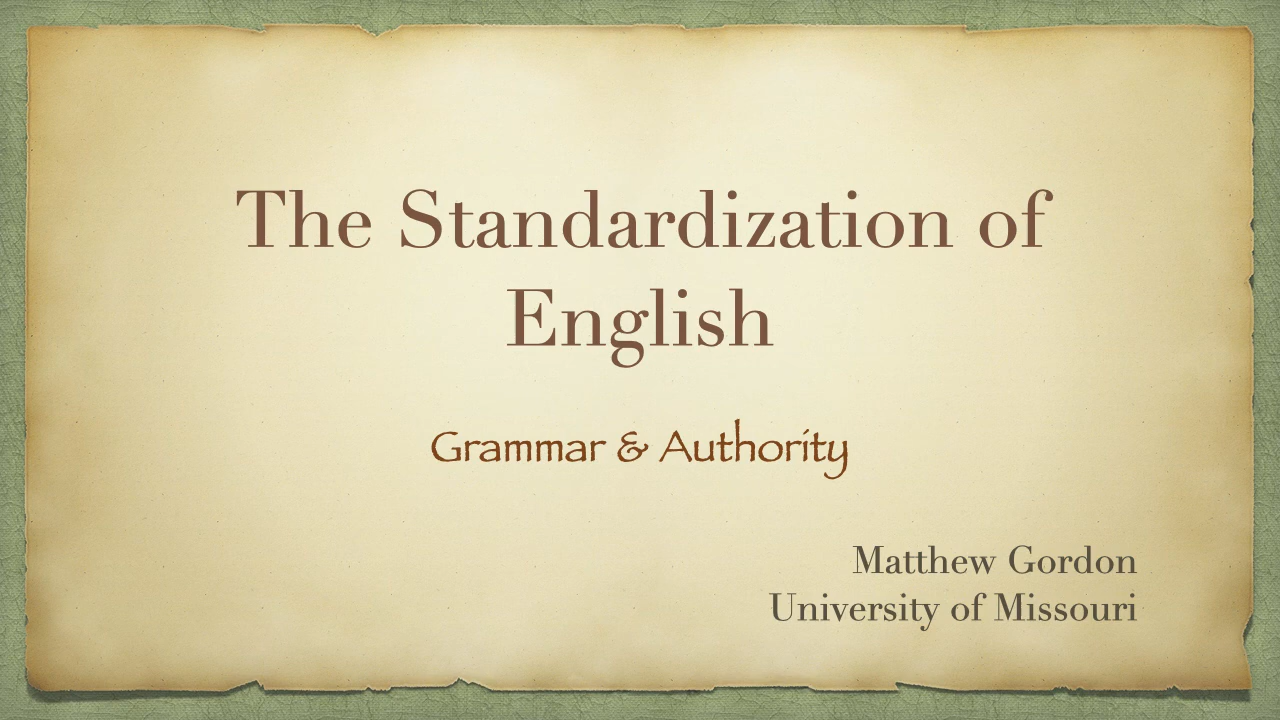 The Standardization of
English
Grammar & Authority
Matthew Gordon
University of Missouri